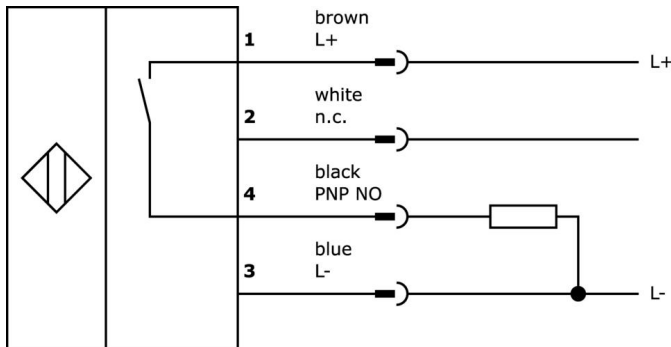 brown
1 L+
L+
white
2 n.c.
black
4 PNP NO
blue
3 L-
L-